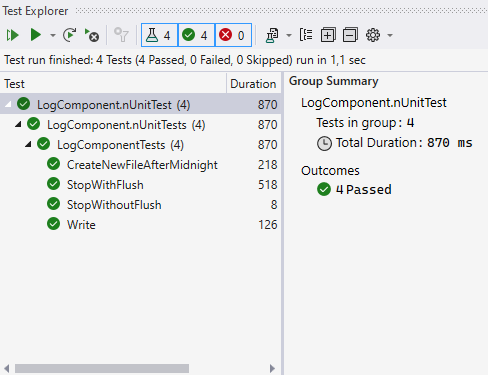 Test Explorer
4 4 0
Test run finished: 4 Tests (4 Passed, 0 Failed, 0 Skipped) run in 1,1 sec
Test Duration
LogComponent.nUnitTest (4) 870
LogComponent.nUnitTests (4) 870
LogComponentTests (4) 870
CreateNewFileAfterMidnight 218
StopWithFlush 518
StopWithoutFlush 8
Write 126
Group Summary
LogComponent.nUnitTest
Tests in group: 4
Total Duration: 870 ms
Outcomes
4 Passed